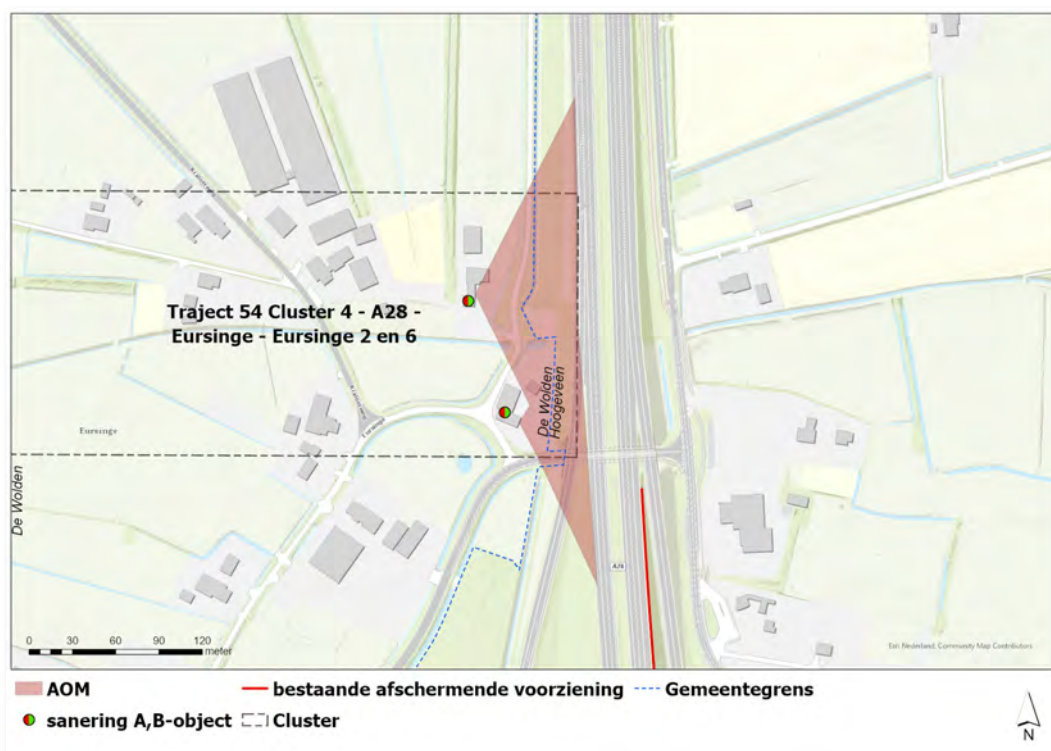 Traject 54 Cluster 4 - A28 -
Eursinge - Eursinge 2 en 6
De Wolden
Hoogeveen
Eursinge
Eursinge
De Wolden
A28
0 30 60 90 120
meter
Esri Nederland, Community Map Contributors
AOM
bestaande afschermende voorziening
Gemeentegrens
sanering A,B-object
Cluster
N